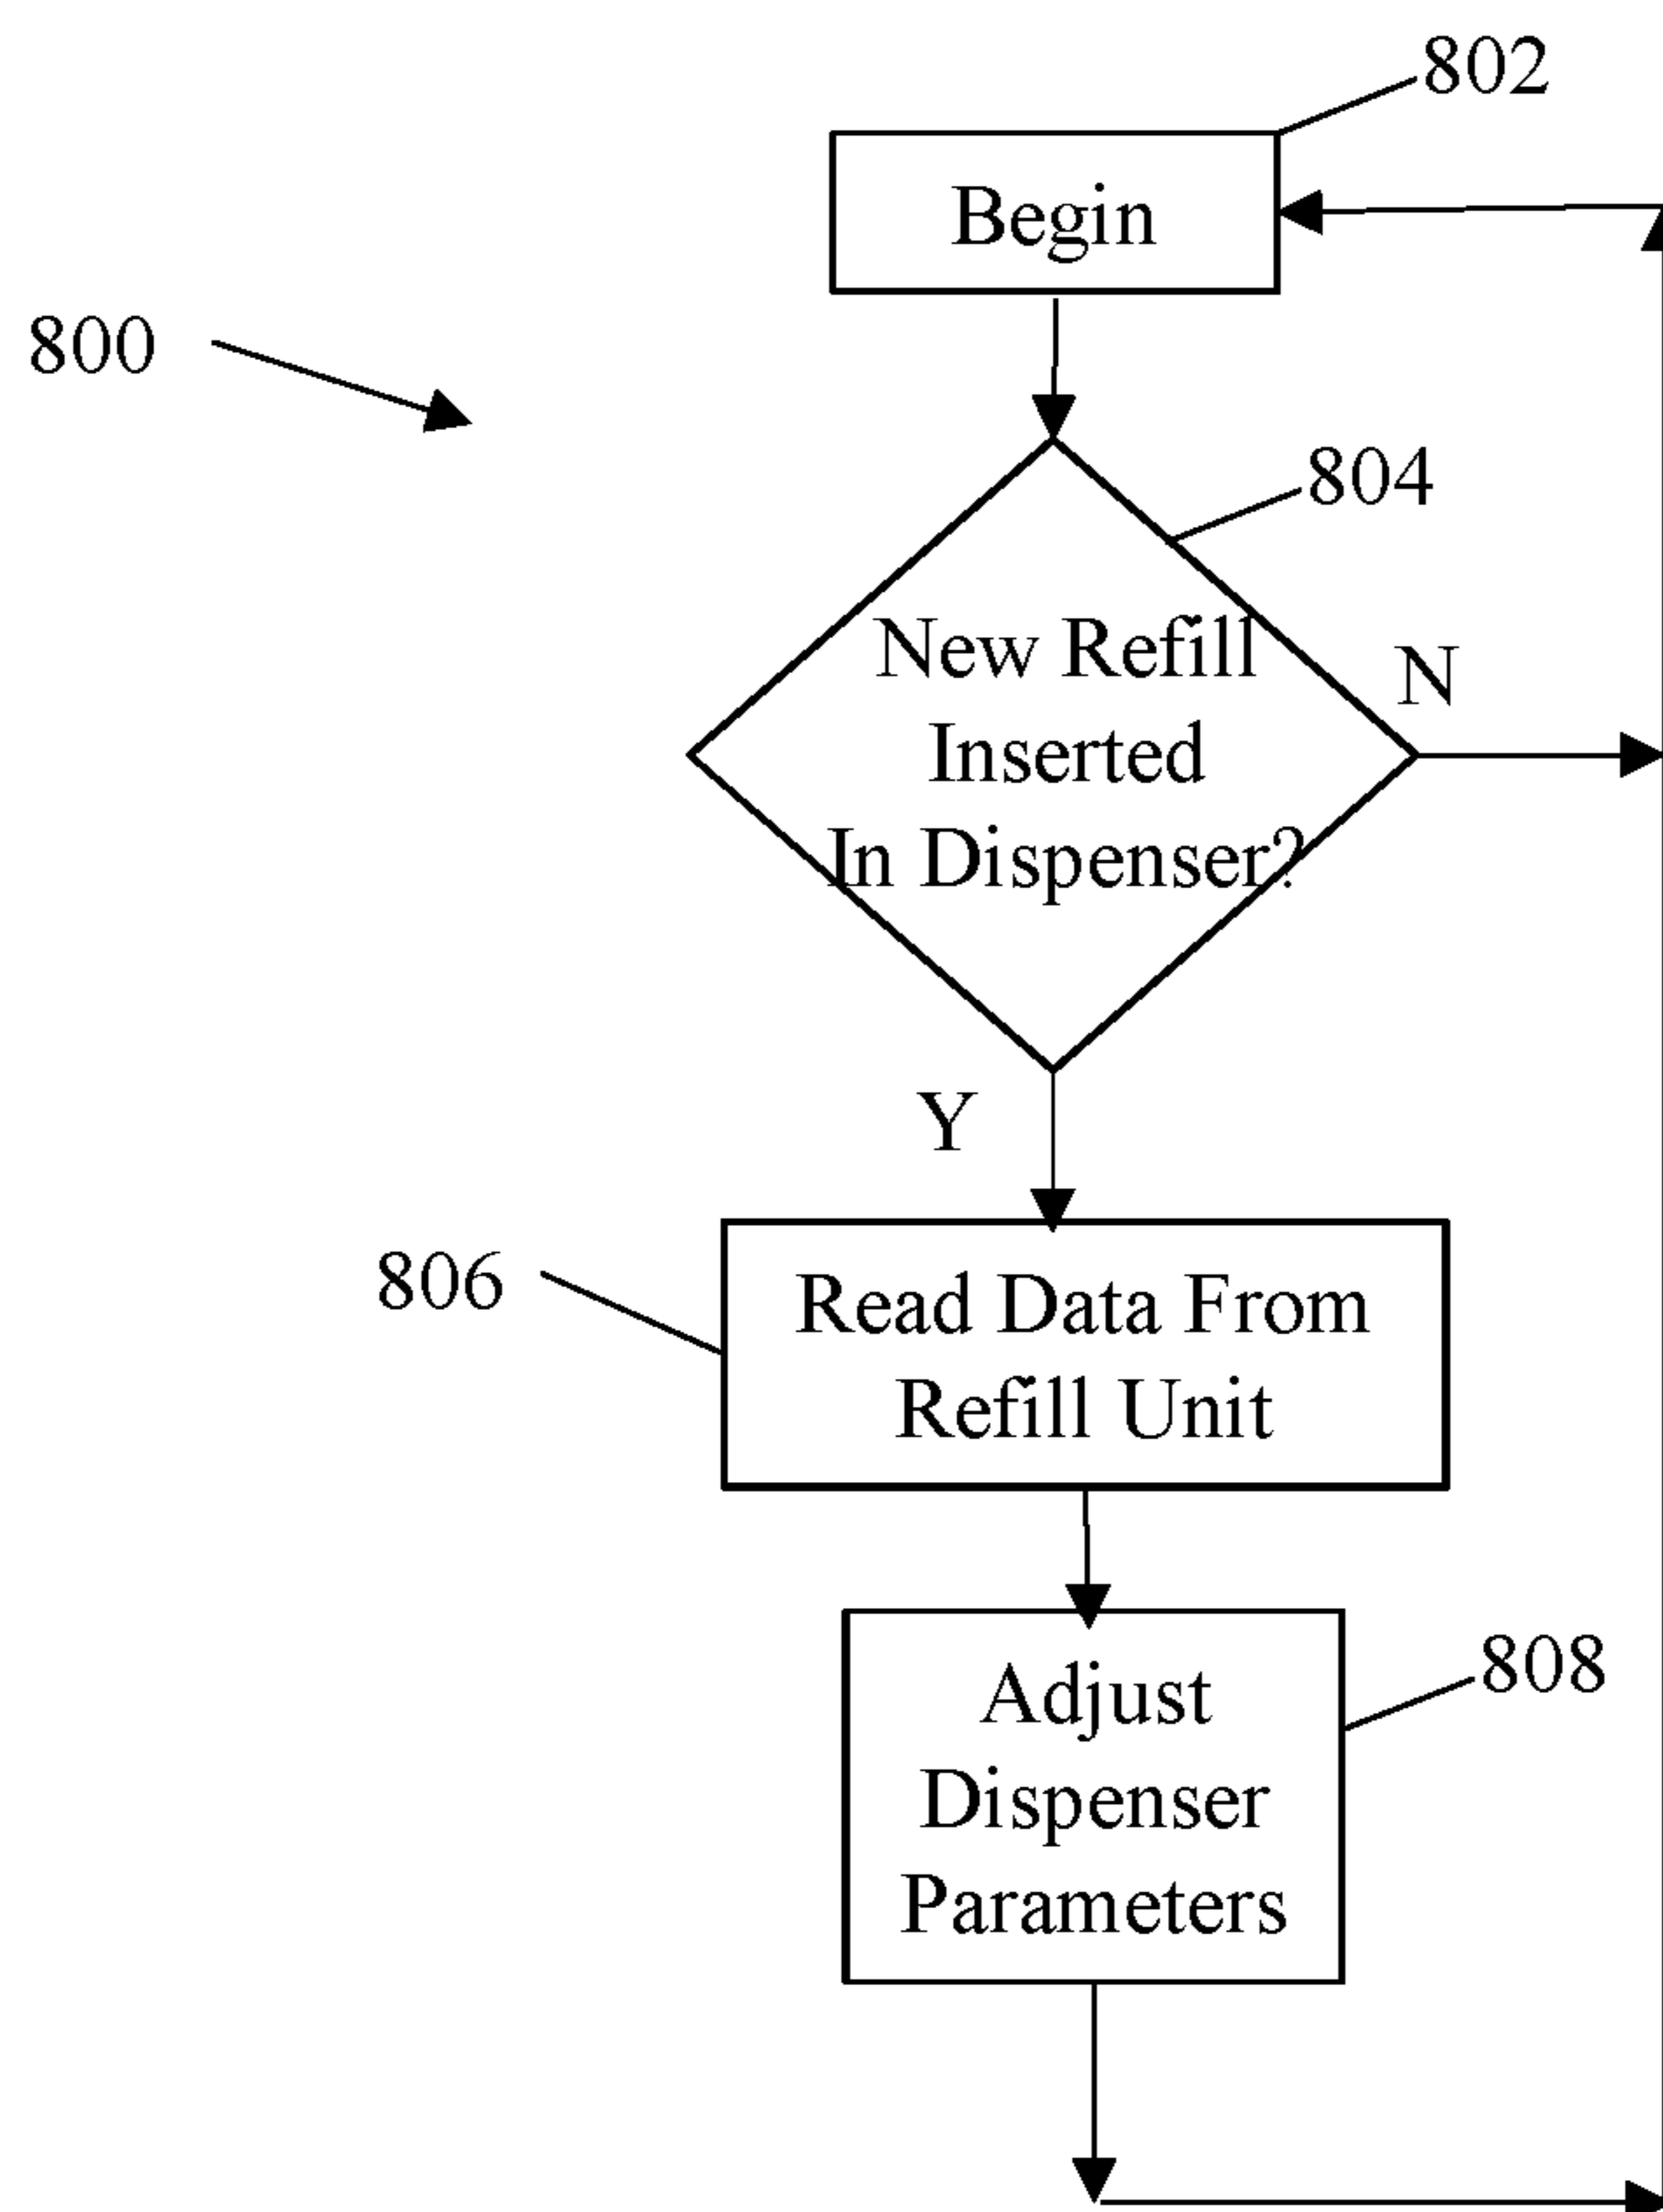 802
Begin
800
804
New Refill
Inserted
In Dispenser?
N
Y
806
Read Data From
Refill Unit
808
Adjust
Dispenser
Parameters